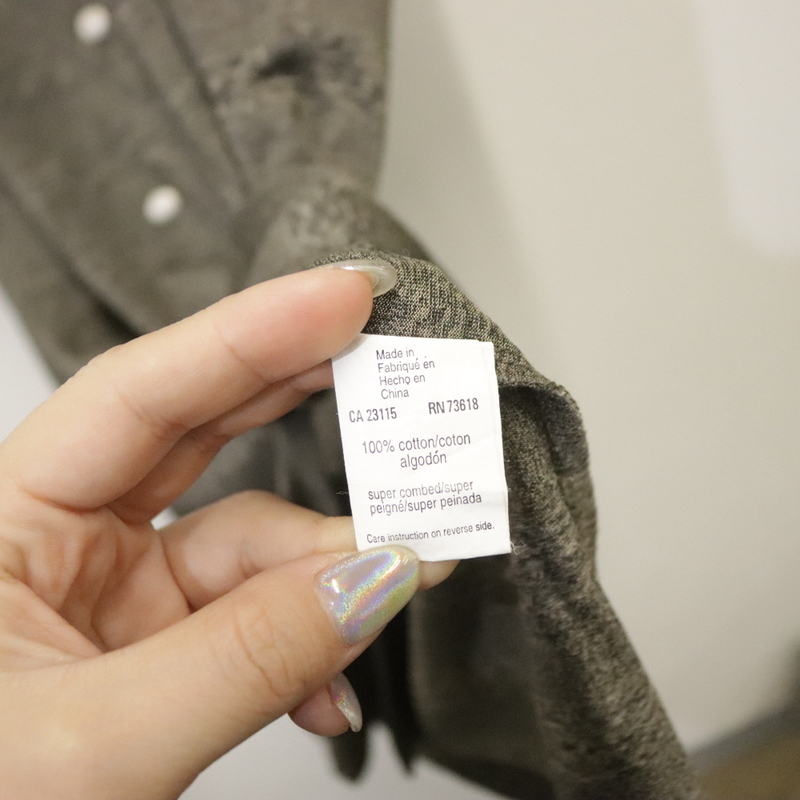 Made in
Fabriqué en
Hecho en
China
CA 23115 RN 73618
100% cotton/coton
algodón
super combed/super
peigné/super peinada
Care instruction on reverse side.